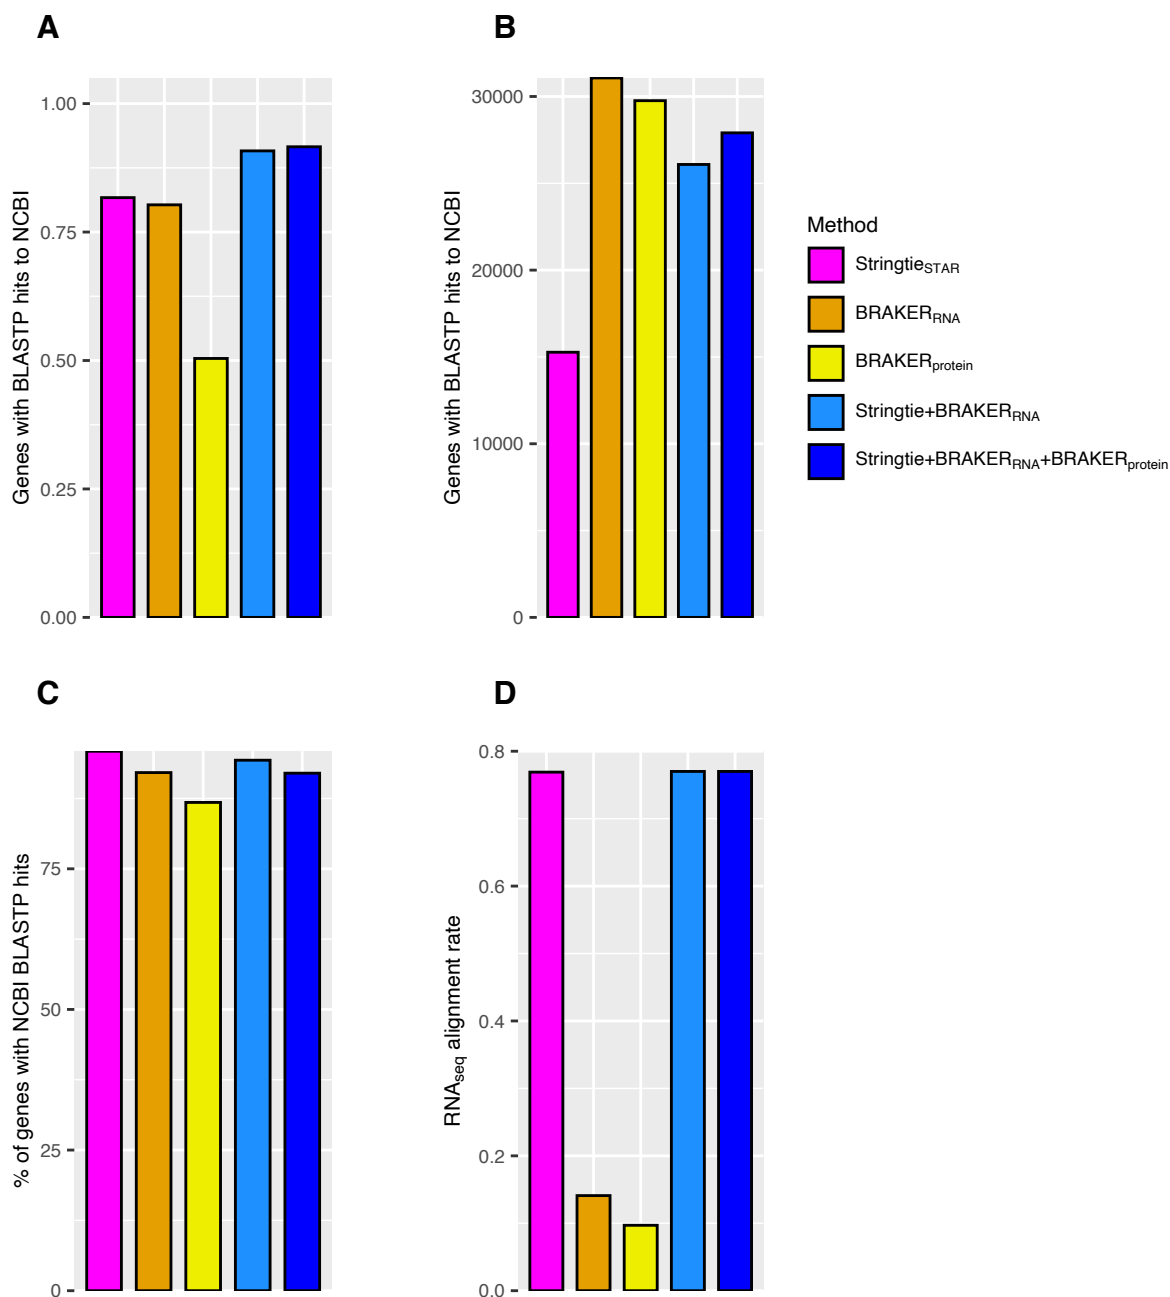 A
Genes with BLASTP hits to NCBI
1.00
0.75
0.50
0.25
0.00
B
Genes with BLASTP hits to NCBI
30000
20000
10000
0
Method
StringtieSTAR
BRAKERRNA
BRAKERprotein
Stringtie+BRAKERRNA
Stringtie+BRAKERRNA+BRAKERprotein
C
% of genes with NCBI BLASTP hits
75
50
25
0
D
RNAseq alignment rate
0.8
0.6
0.4
0.2
0.0